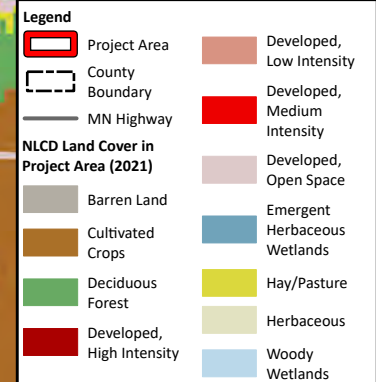 Legend
Project Area
County
Boundary
MN Highway
NLCD Land Cover in
Project Area (2021)
Barren Land
Cultivated
Crops
Deciduous
Forest
Developed,
High Intensity
Developed,
Low Intensity
Developed,
Medium
Intensity
Developed,
Open Space
Emergent
Herbaceous
Wetlands
Hay/Pasture
Herbaceous
Woody
Wetlands